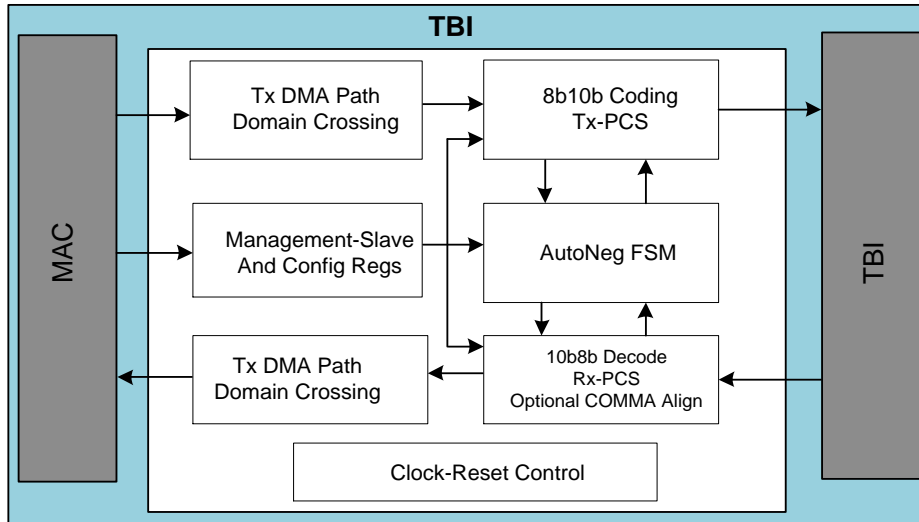 TBI
MAC
Tx DMA Path
Domain Crossing
8b10b Coding
Tx-PCS
Management-Slave
And Config Regs
AutoNeg FSM
Tx DMA Path
Domain Crossing
10b8b Decode
Rx-PCS
Optional COMMA Align
Clock-Reset Control
TBI